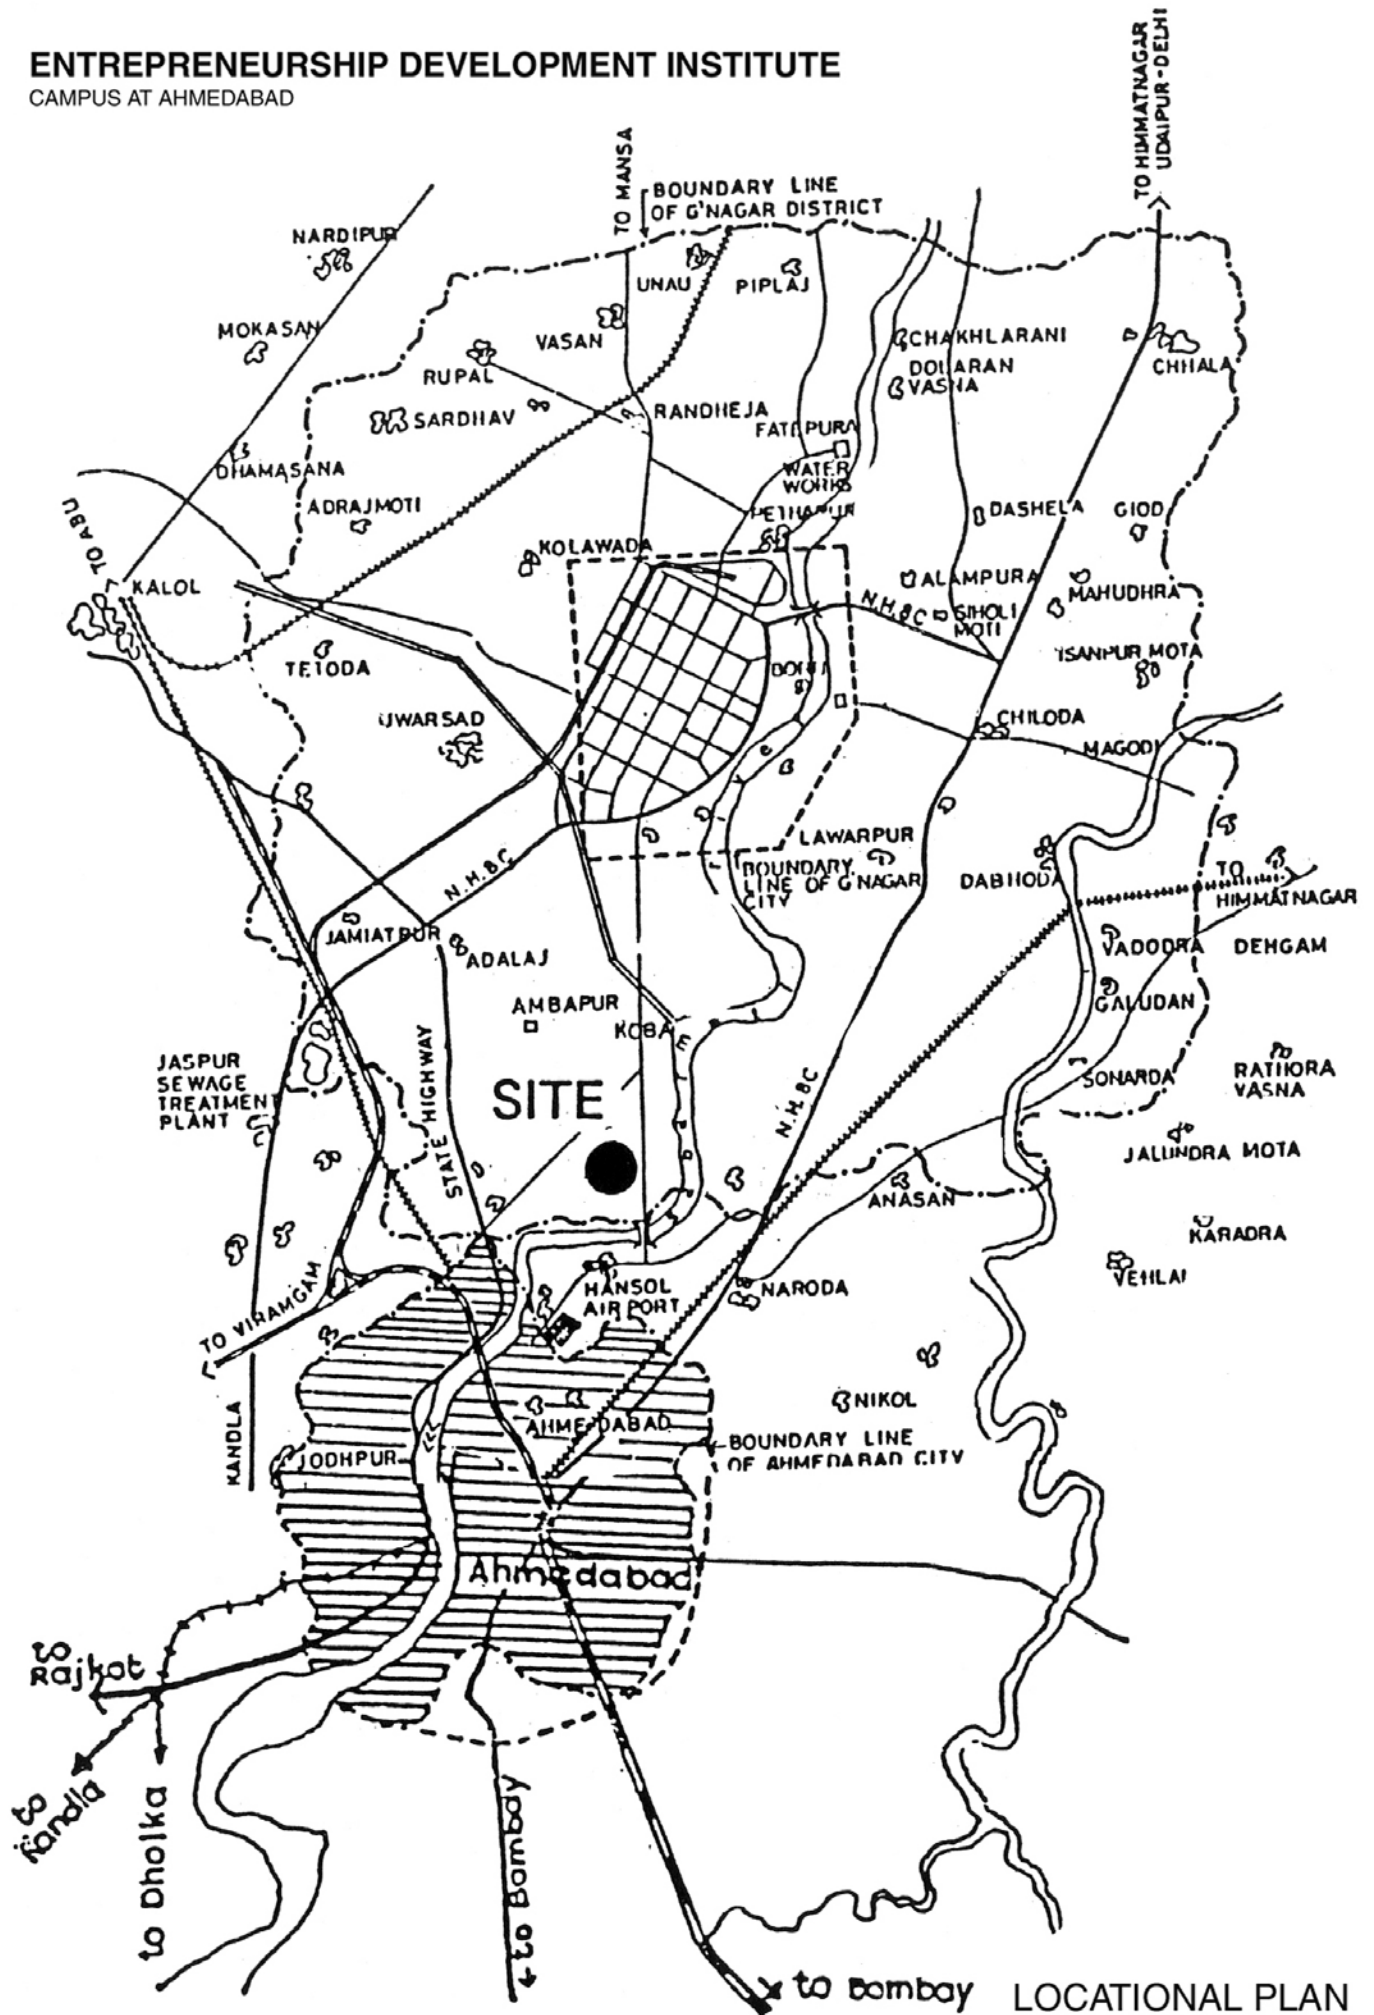 ENTREPRENEURSHIP DEVELOPMENT INSTITUTE
CAMPUS AT AHMEDABAD
TO HIMMATNAGAR
UDAIPUR-DELHI
TO MANSA
BOUNDARY LINE
OF G'NAGAR DISTRICT
NARDIPUR
UNAU
PIPLAJ
MOKASAN
VASAN
CHAKHLARANI
CHHALA
RUPAL
VASNA
SARDHAV
RANDHEJA
FATEPURA
DHAMASANA
WATER
WORKS
ADRAJMOTI
PETHAPUR
DASHELA
GIOD
TO ABU
KOLAWADA
KALOL
ALAMPURA
MAHUDHRA
N.H.8C
SIHOLI
MOTI
TETODA
ISANPUR MOTA
UWARSAD
CHILODA
MAGODI
LAWARPUR
N.H.8C
BOUNDARY
LINE OF G'NAGAR
CITY
DABHODA
TO
HIMMATNAGAR
JAMIATPUR
ADALAJ
VADODRA
DEHGAM
AMBAPUR
KOBA
GALUDAN
JASPUR
SEWAGE
TREATMENT
PLANT
STATE HIGHWAY
SITE
N.H.8C
SONARDA
RATHORA
VASNA
JALUNDRA MOTA
ANASAN
KARADRA
TO VIRAMGAM
HANSOL
AIRPORT
NARODA
VEHLAI
KANDLA
NIKOL
AHMEDABAD
JODHPUR
BOUNDARY LINE
OF AHMEDABAD CITY
Ahmedabad
to
Rajkot
to
Kandla
to Dholka
to Bombay
to Bombay
LOCATIONAL PLAN